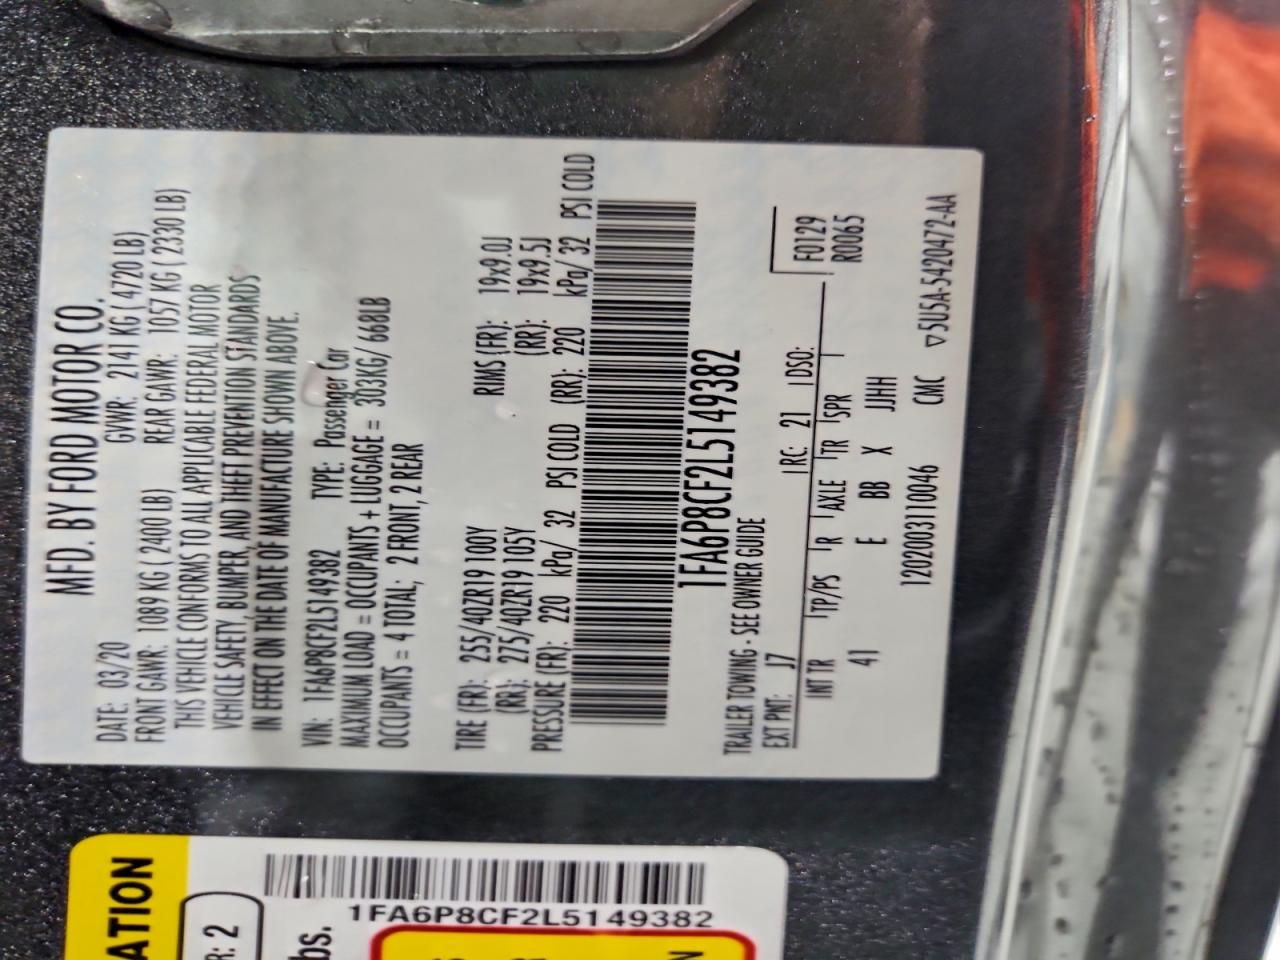 MFD. BY FORD MOTOR CO.
DATE: 03/20 GVWR: 2141 KG( 4720 LB)
FRONT GAWR: 1089 KG ( 2400 LB) REAR GAWR: 1057 KG ( 2330 LB)
THIS VEHICLE CONFORMS TO ALL APPLICABLE FEDERAL MOTOR
VEHICLE SAFETY, BUMPER, AND THEFT PREVENTION STANDARDS
IN EFFECT ON THE DATE OF MANUFACTURE SHOWN ABOVE.
VIN: 1FA6P8CF2L5149382 TYPE: Passenger Car
MAXIMUM LOAD = OCCUPANTS + LUGGAGE = 303KG/ 668LB
OCCUPANTS = 4 TOTAL; 2 FRONT, 2 REAR
TIRE (FR): 255/40ZR19 100Y RIMS (FR): 19x9.0J
(RR): 275/40ZR19 105Y (RR): 19x9.5J
PRESSURE (FR): 220 kPa/ 32 PSI COLD (RR): 220 kPa/ 32 PSI COLD
1FA6P8CF2L5149382
TRAILER TOWING - SEE OWNER GUIDE
EXT PNT: J7 RC: 21 DSO: F0129
INT TR TP/PS R AXLE TR SPR R0065
41 E BB X JJHH
1202003110046 CMC ▽5U5A-5420472-AA
ATION
R: 2
1FA6P8CF2L5149382
bs.
N